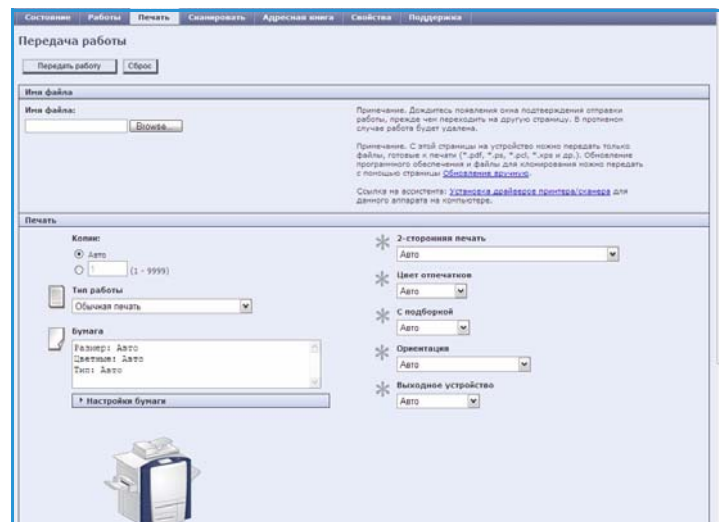 Состояние Работы Печать Сканировать Адресная книга Свойства Поддержка
Передача работы
Передать работу Сброс
Имя файла
Имя файла:
Browse...
Примечание. Дождитесь появления окна подтверждения отправки
работы, прежде чем переходить на другую страницу. В противном
случае работа будет удалена.
Примечание. С этой страницы на устройство можно передать только
файлы, готовые к печати (*.pdf, *.ps, *.pcl, *.xps и др.). Обновление
программного обеспечения и файлы для клонирования можно передать
с помощью страницы Обновление вручную.
Ссылка на ассистента: Установка драйверов принтера/сканера для
данного аппарата на компьютере.
Печать
Копии:
Авто
1 (1 - 9999)
Тип работы
Обычная печать
Бумага
Размер: Авто
Цветные: Авто
Тип: Авто
Настройки бумаги
2-сторонняя печать
Авто
Цвет отпечатков
Авто
С подборкой
Авто
Ориентация
Авто
Выходное устройство
Авто